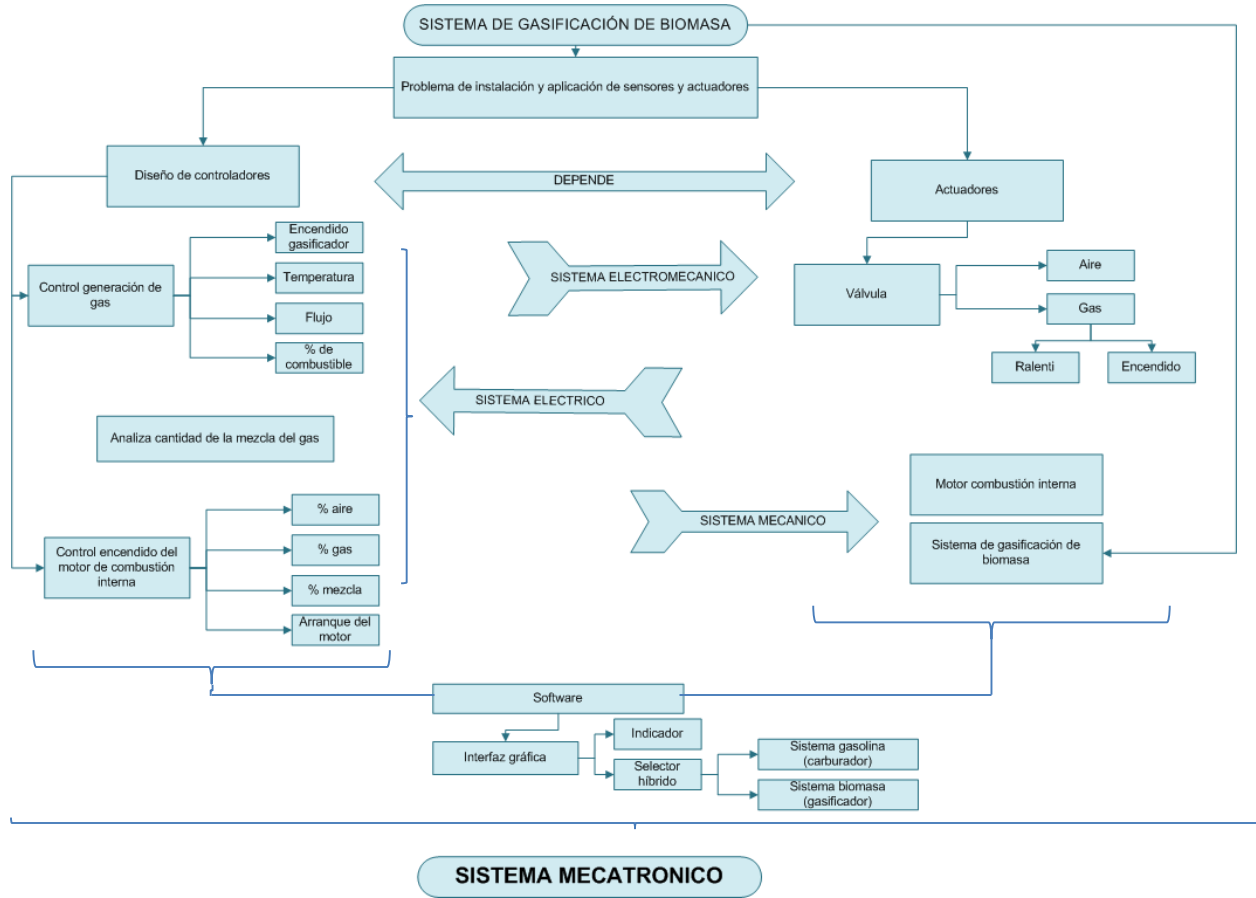 SISTEMA DE GASIFICACIÓN DE BIOMASA
Problema de instalación y aplicación de sensores y actuadores
Diseño de controladores
DEPENDE
Actuadores
Encendido
gasificador
Temperatura
Flujo
% de
combustible
Control generación de
gas
SISTEMA ELECTROMECANICO
Válvula
Aire
Gas
Ralenti
Encendido
SISTEMA ELECTRICO
Analiza cantidad de la mezcla del gas
Motor combustión interna
SISTEMA MECANICO
Sistema de gasificación de
biomasa
Control encendido del
motor de combustión
interna
% aire
% gas
% mezcla
Arranque del
motor
Software
Interfaz gráfica
Indicador
Selector
híbrido
Sistema gasolina
(carburador)
Sistema biomasa
(gasificador)
SISTEMA MECATRONICO